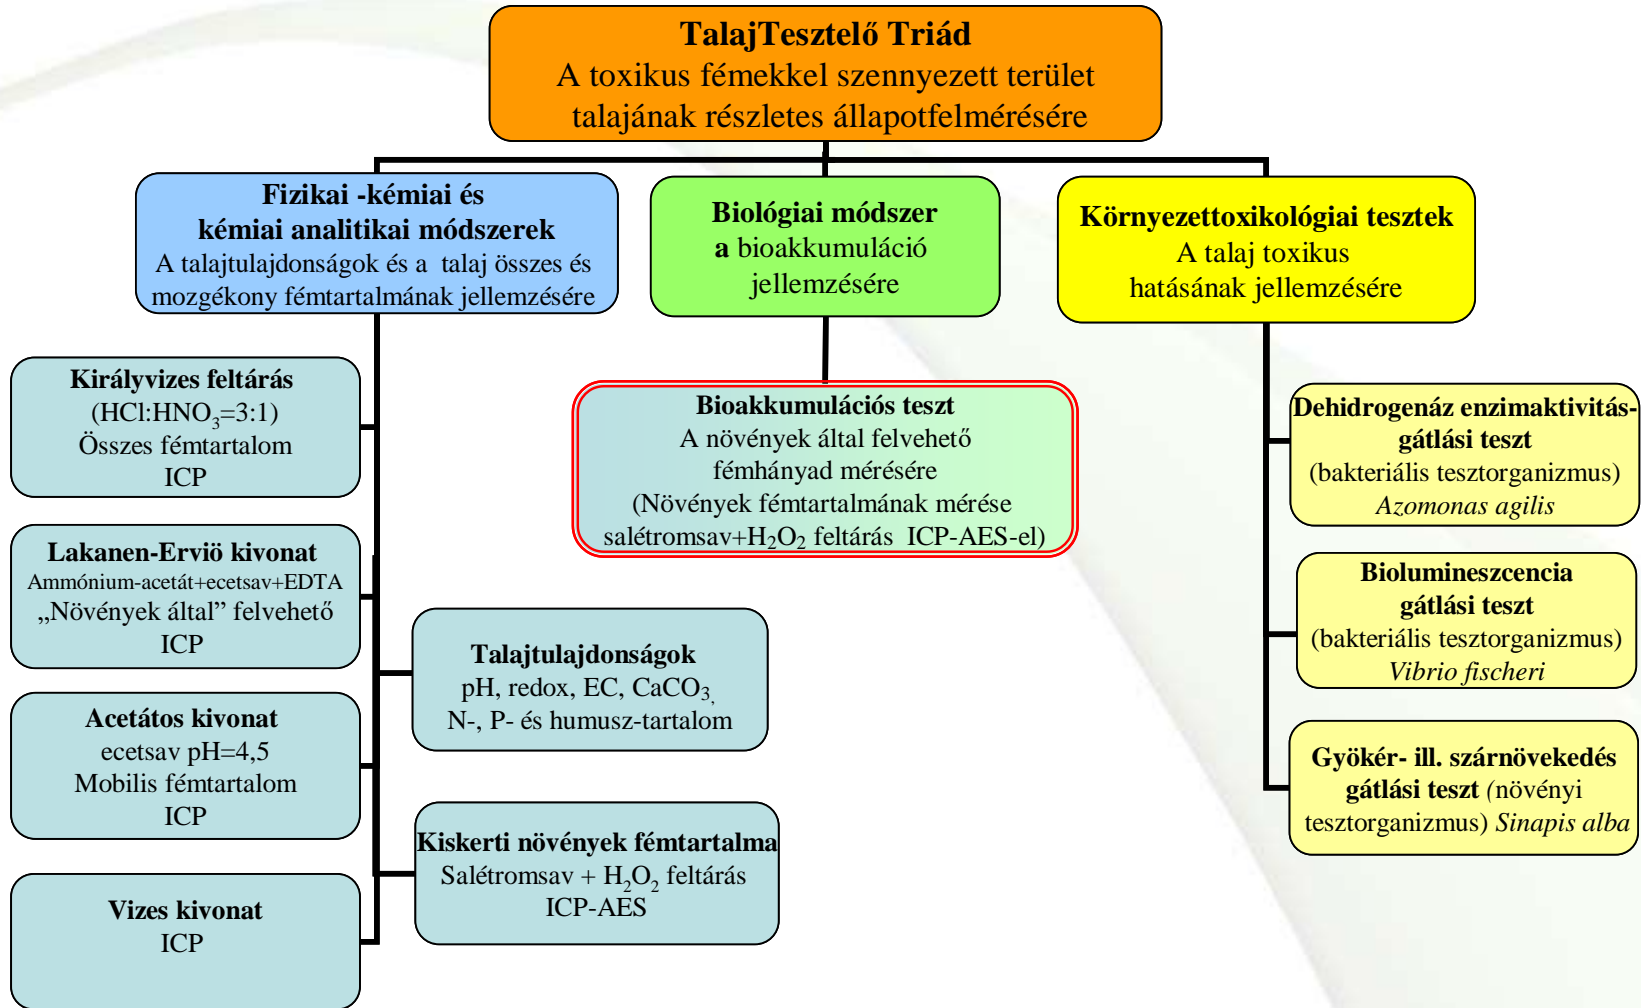 TalajTesztelő Triád
A toxikus fémekkel szennyezett terület
talajának részletes állapotfelmérésére
Fizikai -kémiai és
kémiai analitikai módszerek
A talajtulajdonságok és a talaj összes és
mozgékony fémtartalmának jellemzésére
Biológiai módszer
a bioakkumuláció
jellemzésére
Környezettoxikológiai tesztek
A talaj toxikus
hatásának jellemzésére
Királyvizes feltárás
(HCl:HNO₃=3:1)
Összes fémtartalom
ICP
Lakanen-Erviö kivonat
Ammónium-acetát+ecetsav+EDTA
„Növények által” felvehető
ICP
Acetátos kivonat
ecetsav pH=4,5
Mobilis fémtartalom
ICP
Vizes kivonat
ICP
Talajtulajdonságok
pH, redox, EC, CaCO₃,
N-, P- és humusz-tartalom
Kiskerti növények fémtartalma
Salétromsav + H₂O₂ feltárás
ICP-AES
Bioakkumulációs teszt
A növények által felvehető
fémhányad mérésére
(Növények fémtartalmának mérése
salétromsav+H₂O₂ feltárás ICP-AES-el)
Dehidrogenáz enzimaktivitás-
gátlási teszt
(bakteriális tesztorganizmus)
Azomonas agilis
Biolumineszcencia
gátlási teszt
(bakteriális tesztorganizmus)
Vibrio fischeri
Gyökér- ill. szárnövekedés
gátlási teszt (növényi
tesztorganizmus) Sinapis alba